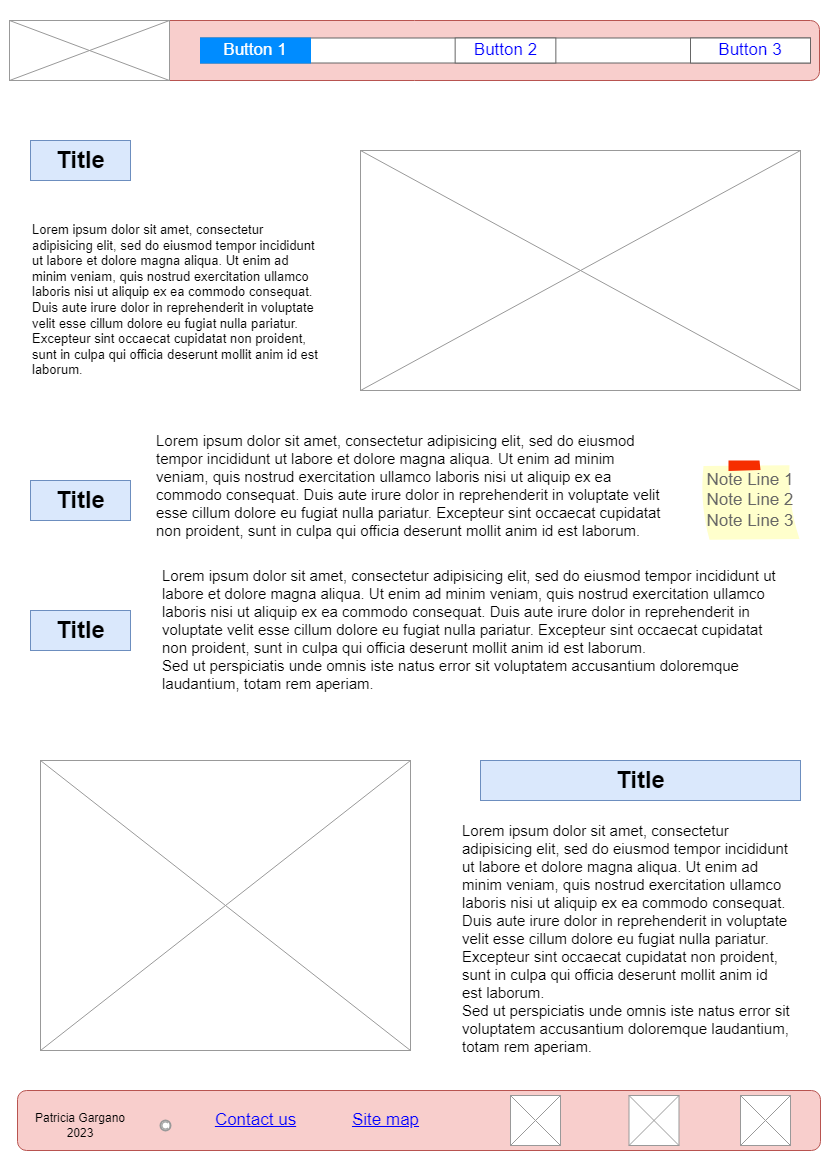 Button 1
Button 2
Button 3
Title
Lorem ipsum dolor sit amet, consectetur
adipisicing elit, sed do eiusmod tempor incididunt
ut labore et dolore magna aliqua. Ut enim ad
minim veniam, quis nostrud exercitation ullamco
laboris nisi ut aliquip ex ea commodo consequat.
Duis aute irure dolor in reprehenderit in voluptate
velit esse cillum dolore eu fugiat nulla pariatur.
Excepteur sint occaecat cupidatat non proident,
sunt in culpa qui officia deserunt mollit anim id est
laborum.
Title
Lorem ipsum dolor sit amet, consectetur adipisicing elit, sed do eiusmod
tempor incididunt ut labore et dolore magna aliqua. Ut enim ad minim
veniam, quis nostrud exercitation ullamco laboris nisi ut aliquip ex ea
commodo consequat. Duis aute irure dolor in reprehenderit in voluptate velit
esse cillum dolore eu fugiat nulla pariatur. Excepteur sint occaecat cupidatat
non proident, sunt in culpa qui officia deserunt mollit anim id est laborum.
Note Line 1
Note Line 2
Note Line 3
Title
Lorem ipsum dolor sit amet, consectetur adipisicing elit, sed do eiusmod tempor incididunt ut
labore et dolore magna aliqua. Ut enim ad minim veniam, quis nostrud exercitation ullamco
laboris nisi ut aliquip ex ea commodo consequat. Duis aute irure dolor in reprehenderit in
voluptate velit esse cillum dolore eu fugiat nulla pariatur. Excepteur sint occaecat cupidatat
non proident, sunt in culpa qui officia deserunt mollit anim id est laborum.
Sed ut perspiciatis unde omnis iste natus error sit voluptatem accusantium doloremque
laudantium, totam rem aperiam.
Title
Lorem ipsum dolor sit amet, consectetur
adipisicing elit, sed do eiusmod tempor incididunt
ut labore et dolore magna aliqua. Ut enim ad
minim veniam, quis nostrud exercitation ullamco
laboris nisi ut aliquip ex ea commodo consequat.
Duis aute irure dolor in reprehenderit in voluptate
velit esse cillum dolore eu fugiat nulla pariatur.
Excepteur sint occaecat cupidatat non proident,
sunt in culpa qui officia deserunt mollit anim id
est laborum.
Sed ut perspiciatis unde omnis iste natus error sit
voluptatem accusantium doloremque laudantium,
totam rem aperiam.
Patricia Gargano
2023
Contact us
Site map